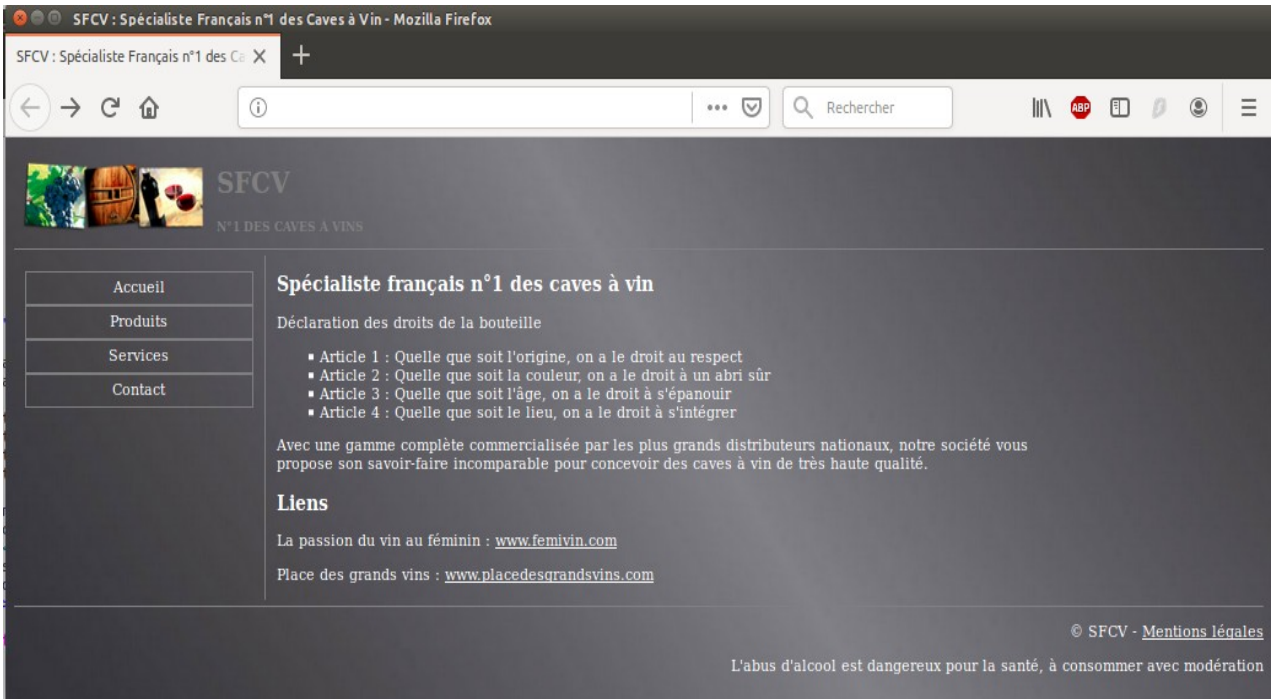 SFCV : Spécialiste Français n°1 des Caves à Vin - Mozilla Firefox
SFCV : Spécialiste Français n°1 des Ca
Rechercher
ABP
SFCV
N°1 DES CAVES À VINS
Accueil
Produits
Services
Contact
Spécialiste français n°1 des caves à vin
Déclaration des droits de la bouteille
Article 1 : Quelle que soit l'origine, on a le droit au respect
Article 2 : Quelle que soit la couleur, on a le droit à un abri sûr
Article 3 : Quelle que soit l'âge, on a le droit à s'épanouir
Article 4 : Quelle que soit le lieu, on a le droit à s'intégrer
Avec une gamme complète commercialisée par les plus grands distributeurs nationaux, notre société vous
propose son savoir-faire incomparable pour concevoir des caves à vin de très haute qualité.
Liens
La passion du vin au féminin : www.femivin.com
Place des grands vins : www.placedesgrandsvins.com
© SFCV - Mentions légales
L'abus d'alcool est dangereux pour la santé, à consommer avec modération